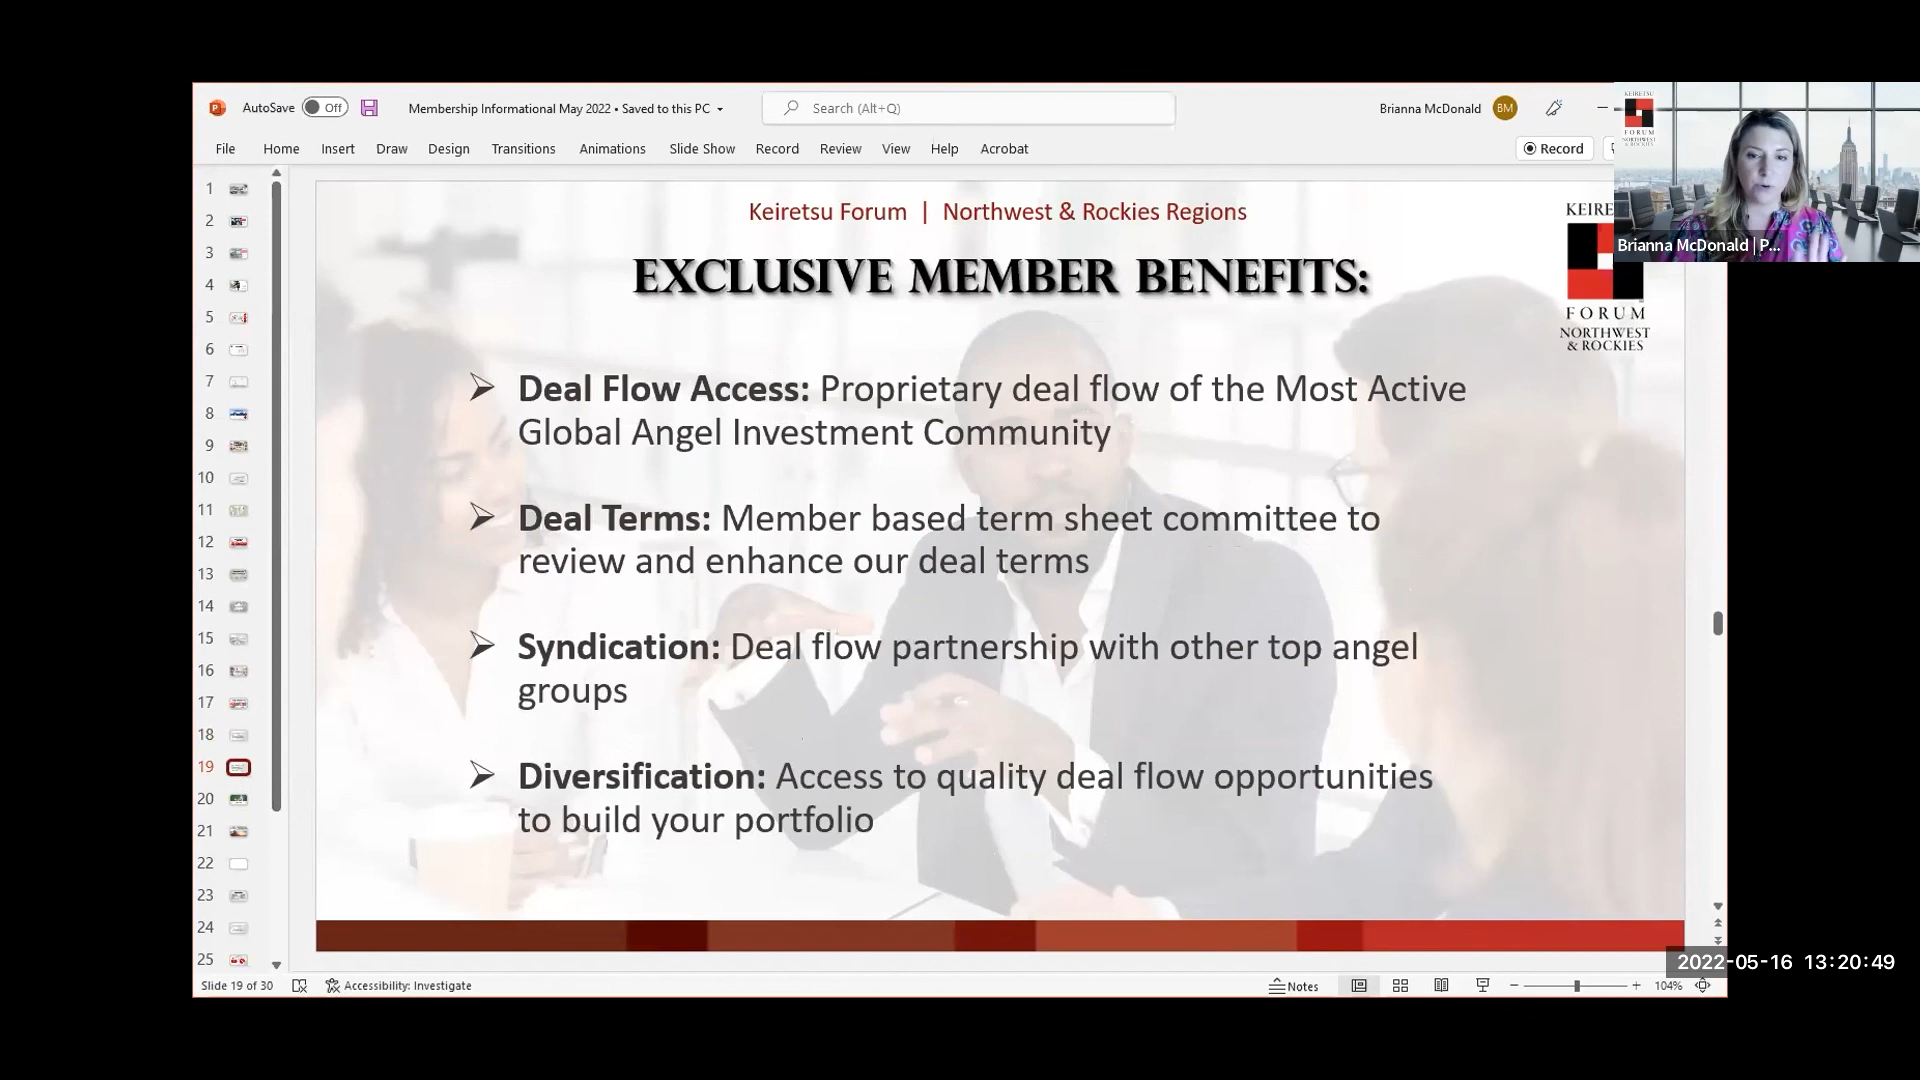 AutoSave Off Membership Informational May 2022 • Saved to this PC Search (Alt+Q) Brianna McDonald BM
File Home Insert Draw Design Transitions Animations Slide Show Record Review View Help Acrobat Record
KEIRETSU
FORUM
NORTHWEST
& ROCKIES
Brianna McDonald | P...
1
2
3
4
5
6
7
8
9
10
11
12
13
14
15
16
17
18
19
20
21
22
23
24
25
Keiretsu Forum | Northwest & Rockies Regions
EXCLUSIVE MEMBER BENEFITS:
KEIRE
FORUM
NORTHWEST
& ROCKIES
Deal Flow Access: Proprietary deal flow of the Most Active
Global Angel Investment Community
Deal Terms: Member based term sheet committee to
review and enhance our deal terms
Syndication: Deal flow partnership with other top angel
groups
Diversification: Access to quality deal flow opportunities
to build your portfolio
2022-05-16 13:20:49
Slide 19 of 30 Accessibility: Investigate Notes 104%